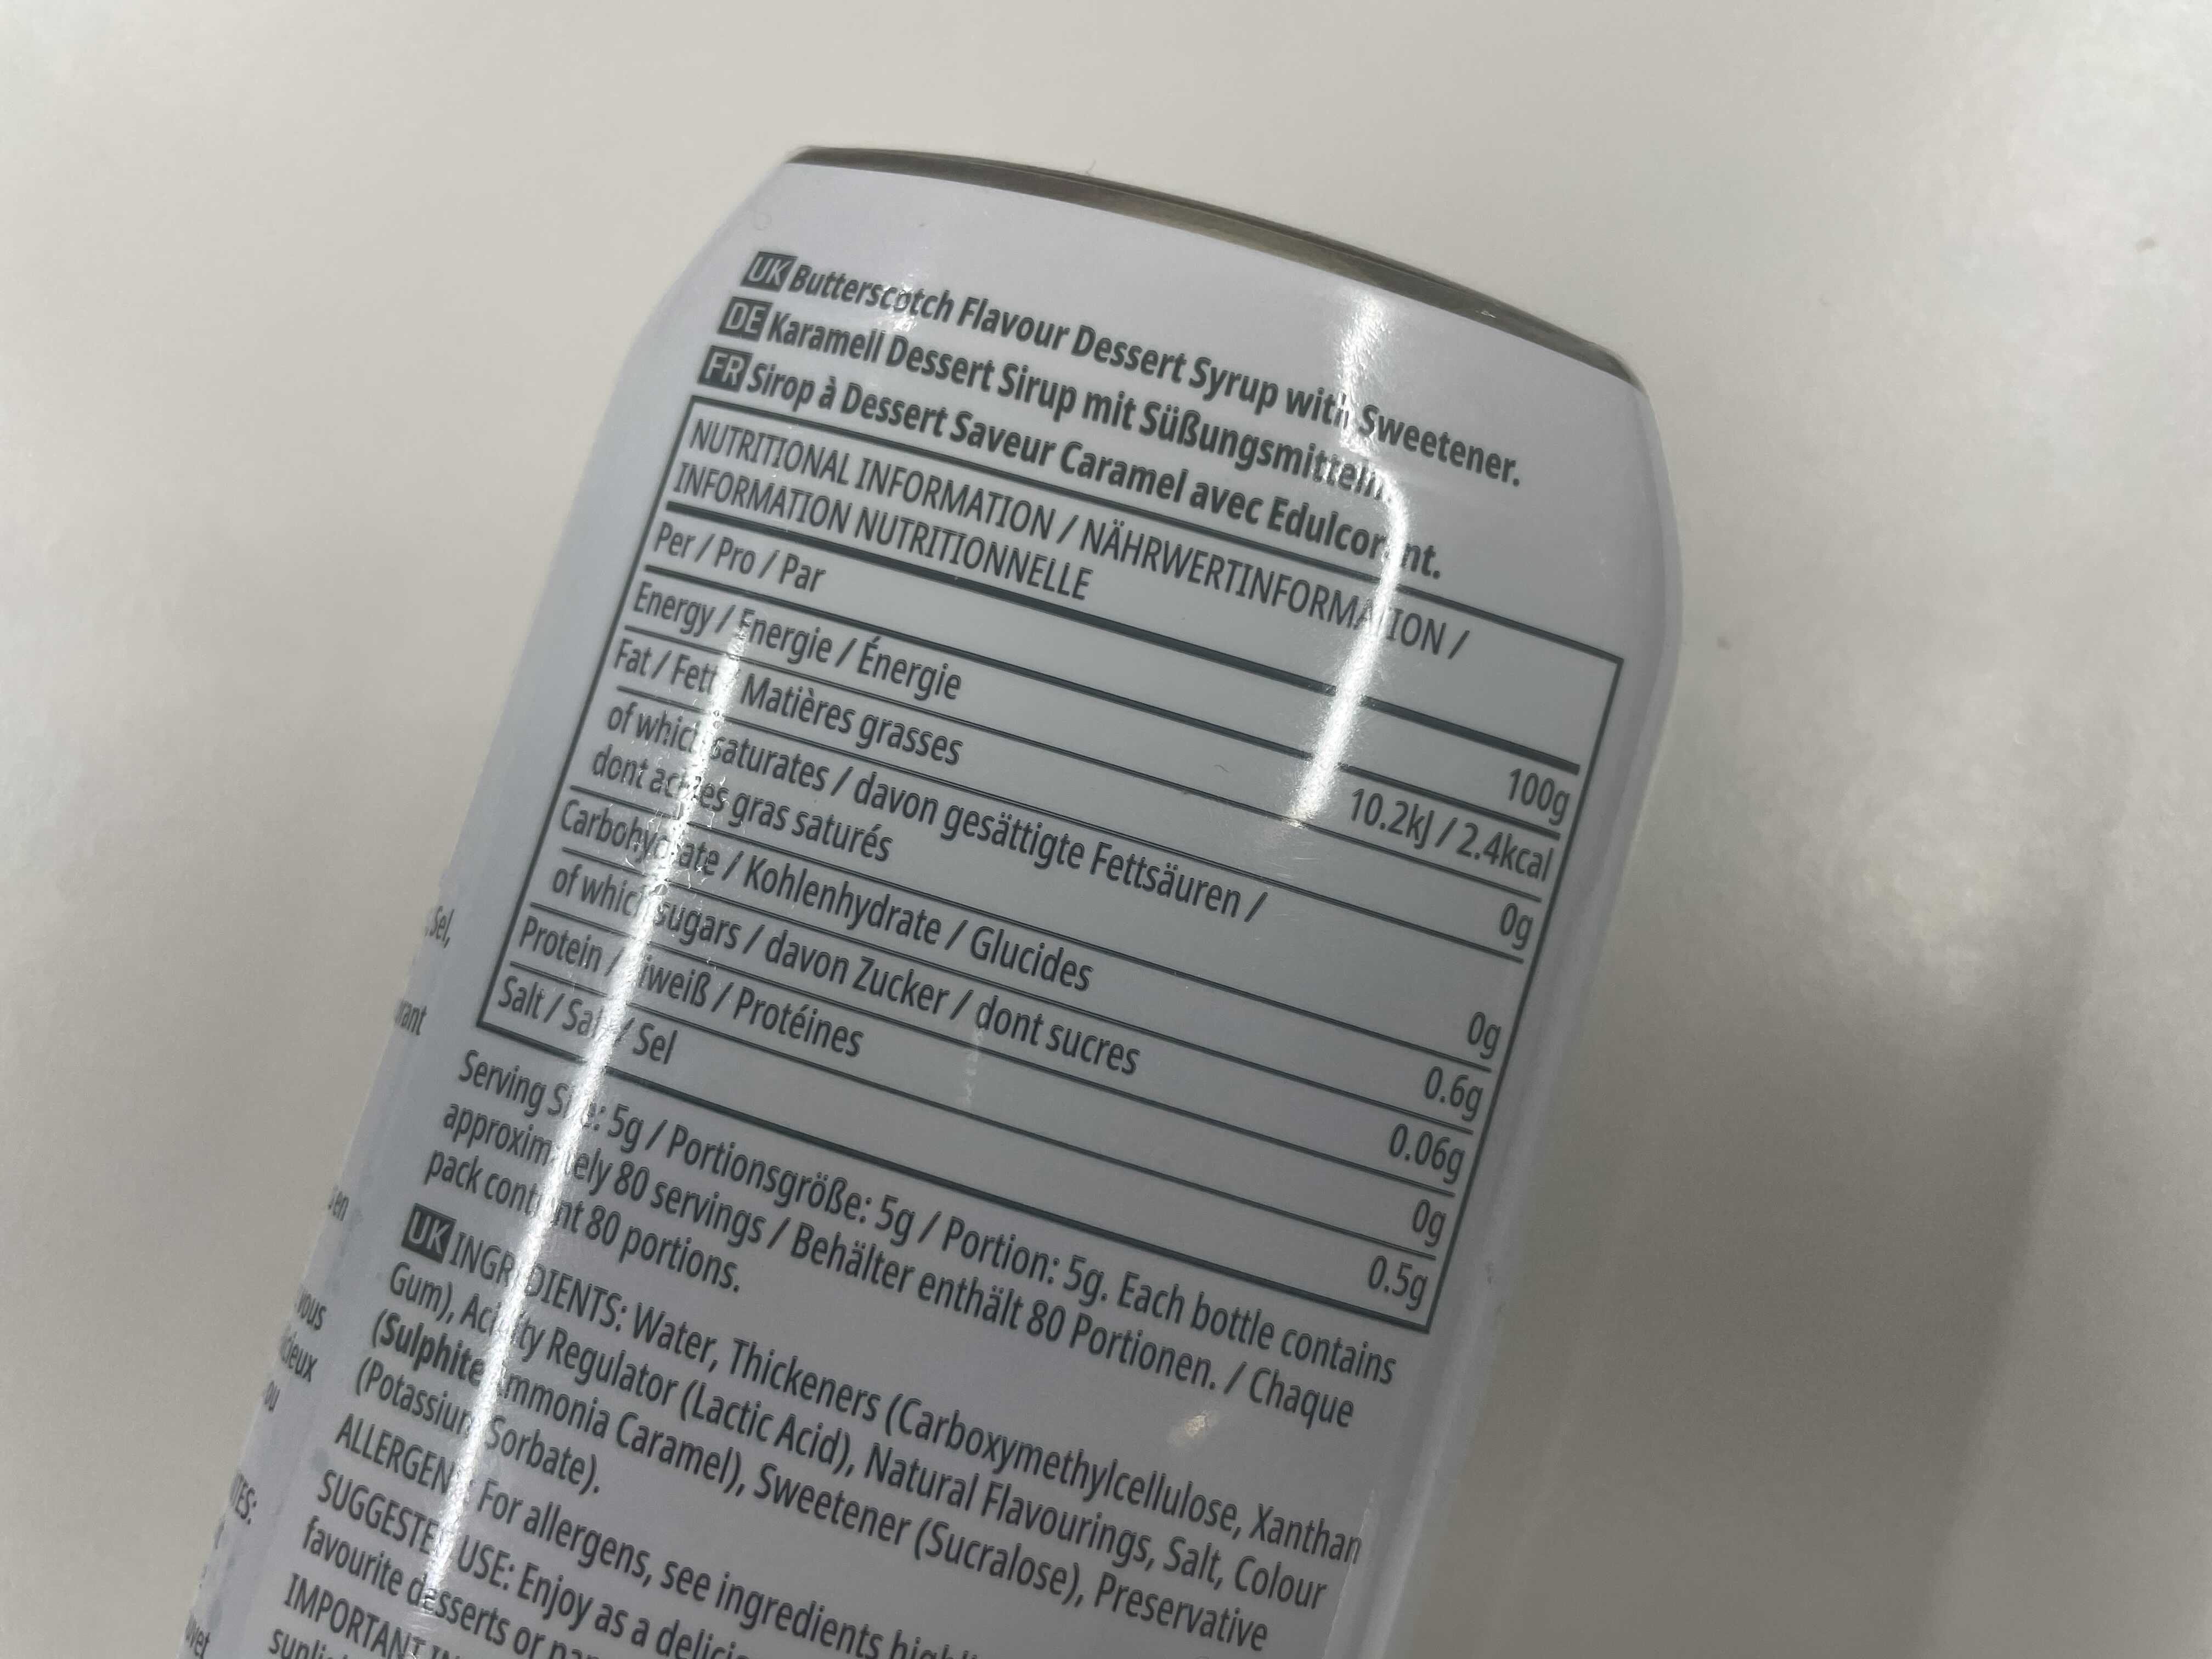 UK Butterscotch Flavour Dessert Syrup with Sweetener.
DE Karamell Dessert Sirup mit Süßungsmitteln.
FR Sirop à Dessert Saveur Caramel avec Edulcorant.
NUTRITIONAL INFORMATION / NÄHRWERTINFORMATION /
INFORMATION NUTRITIONNELLE
Per / Pro / Par 100g
Energy / Energie / Énergie 10.2kJ / 2.4kcal
Fat / Fett / Matières grasses 0g
of which saturates / davon gesättigte Fettsäuren /
dont acides gras saturés 0g
Carbohydrate / Kohlenhydrate / Glucides 0.6g
of which sugars / davon Zucker / dont sucres 0.06g
Protein / Eiweiß / Protéines 0g
Salt / Salz / Sel 0.5g
Serving Size: 5g / Portionsgröße: 5g / Portion: 5g. Each bottle contains
approximately 80 servings / Behälter enthält 80 Portionen. / Chaque
pack contient 80 portions.
UK INGREDIENTS: Water, Thickeners (Carboxymethylcellulose, Xanthan
Gum), Acidity Regulator (Lactic Acid), Natural Flavourings, Salt, Colour
(Sulphite Ammonia Caramel), Sweetener (Sucralose), Preservative
(Potassium Sorbate).
ALLERGENS: For allergens, see ingredients
SUGGESTED USE: Enjoy as a
favourite desserts or
IMPORTANT
Sel,
vous
ou